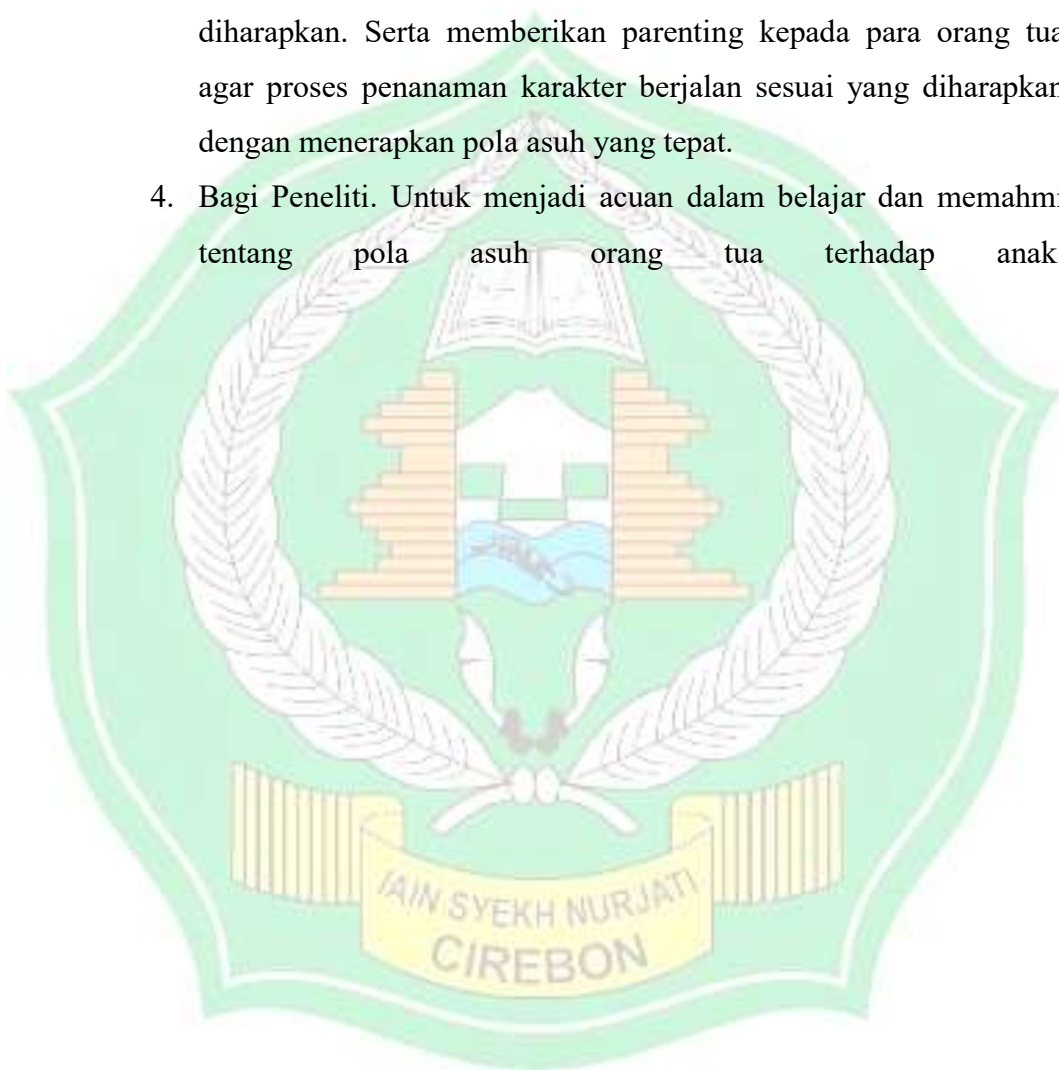 diharapkan. Serta memberikan parenting kepada para orang tua
agar proses penanaman karakter berjalan sesuai yang diharapkan
dengan menerapkan pola asuh yang tepat.
4. Bagi Peneliti. Untuk menjadi acuan dalam belajar dan memahmi
tentang pola asuh orang tua terhadap anak
IAIN SYEKH NURJATI
CIREBON